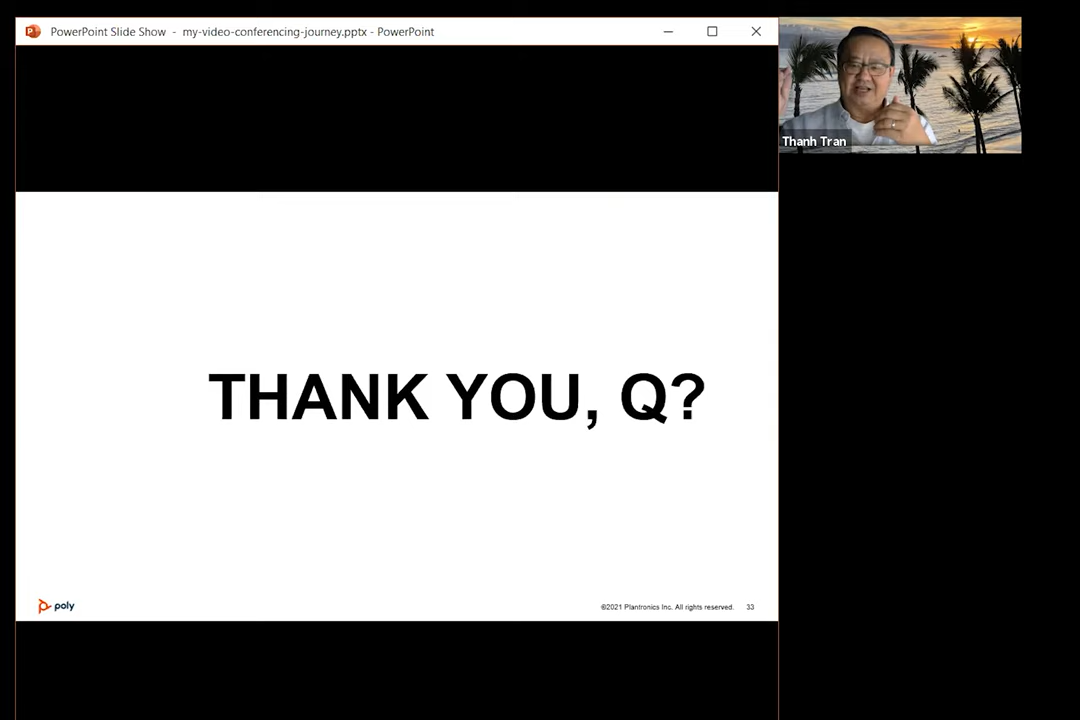 PowerPoint Slide Show - my-video-conferencing-journey.pptx - PowerPoint
Thanh Tran
THANK YOU, Q?
poly
©2021 Plantronics Inc. All rights reserved. 33